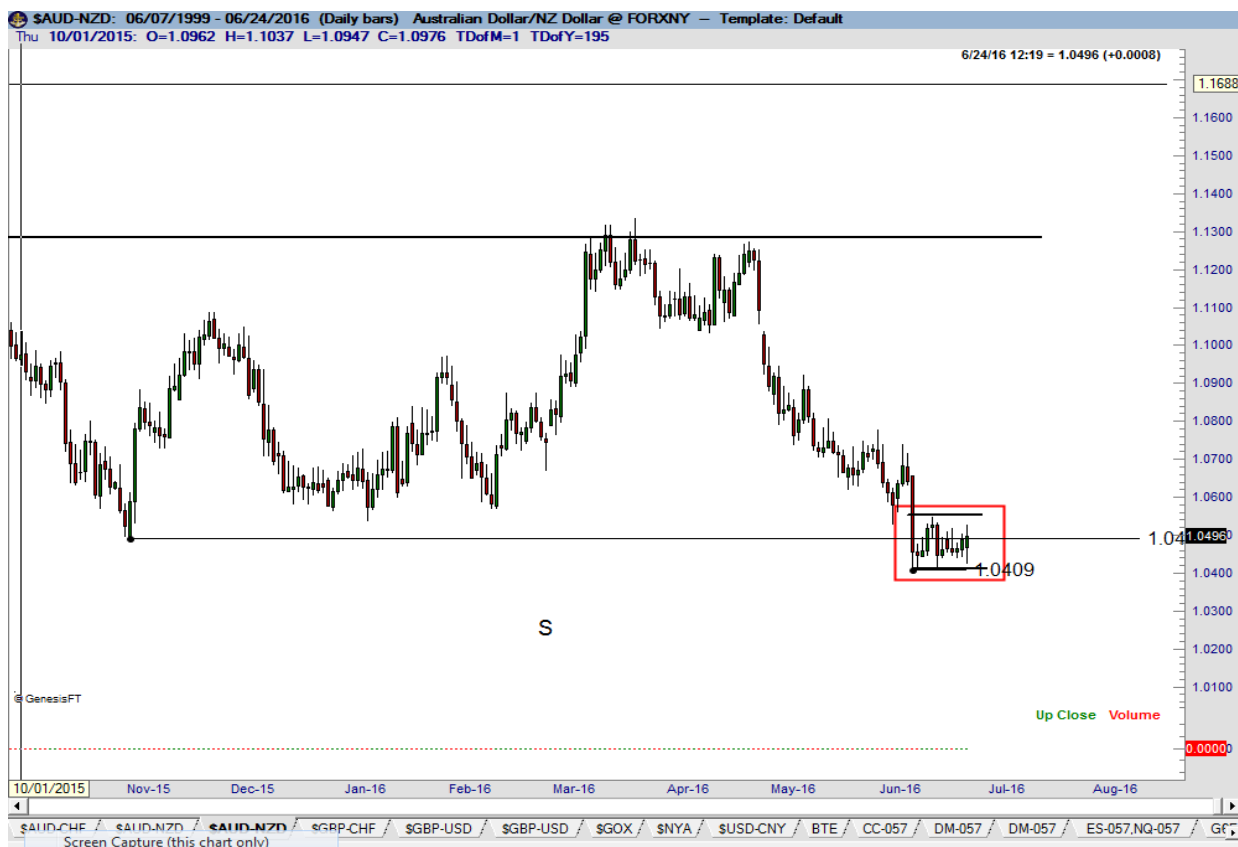 $AUD-NZD: 06/07/1999 - 06/24/2016 (Daily bars) Australian Dollar/NZ Dollar @ FORXNY – Template: Default
Thu 10/01/2015: O=1.0962 H=1.1037 L=1.0947 C=1.0976 TDofM=1 TDofY=195
6/24/16 12:19 = 1.0496 (+0.0008)
1.1688
1.1600
1.1500
1.1400
1.1300
1.1200
1.1100
1.1000
1.0900
1.0800
1.0700
1.0600
1.04
1.0496
1.0409
1.0400
1.0300
S
1.0200
1.0100
© GenesisFT
Up Close Volume
0.0000
10/01/2015 Nov-15 Dec-15 Jan-16 Feb-16 Mar-16 Apr-16 May-16 Jun-16 Jul-16 Aug-16
$AUD-CHF $AUD-NZD $AUD-NZD $GBP-CHF $GBP-USD $GBP-USD $GOX $NYA $USD-CNY BTE CC-057 DM-057 DM-057 ES-057,NQ-057
Screen Capture (this chart only)